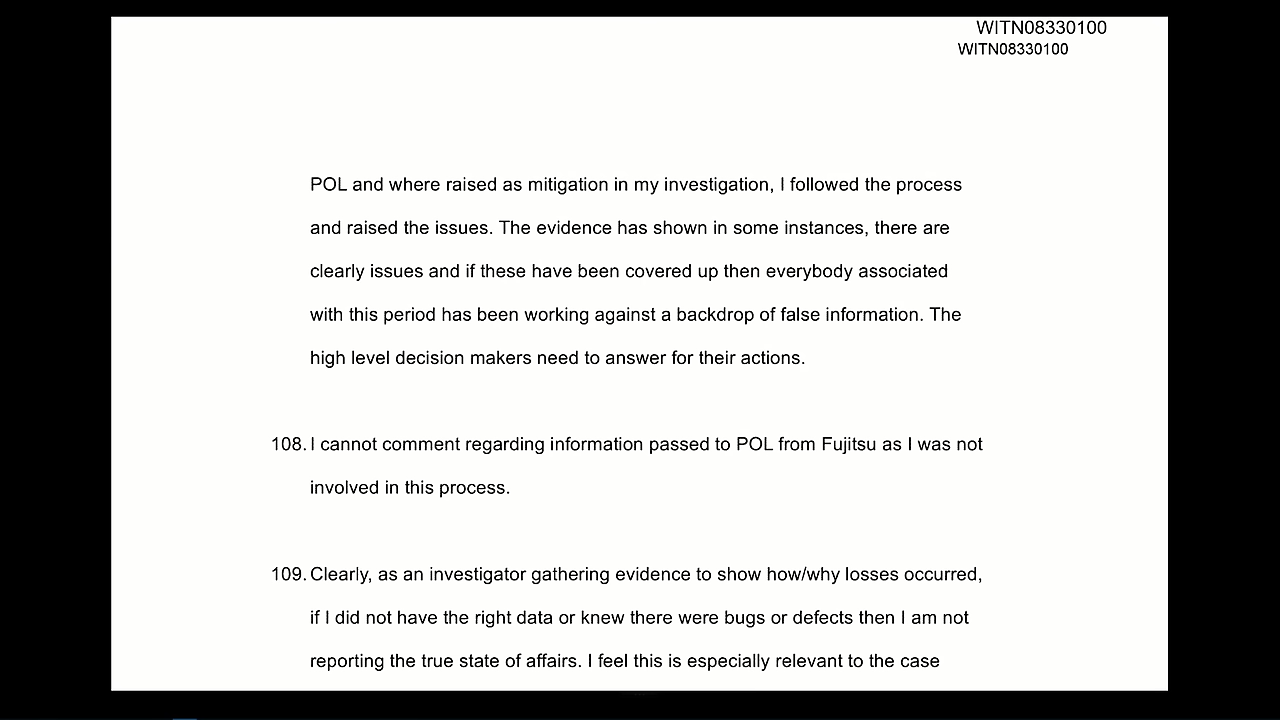 WITN08330100
WITN08330100
POL and where raised as mitigation in my investigation, I followed the process
and raised the issues. The evidence has shown in some instances, there are
clearly issues and if these have been covered up then everybody associated
with this period has been working against a backdrop of false information. The
high level decision makers need to answer for their actions.
108. I cannot comment regarding information passed to POL from Fujitsu as I was not
involved in this process.
109. Clearly, as an investigator gathering evidence to show how/why losses occurred,
if I did not have the right data or knew there were bugs or defects then I am not
reporting the true state of affairs. I feel this is especially relevant to the case